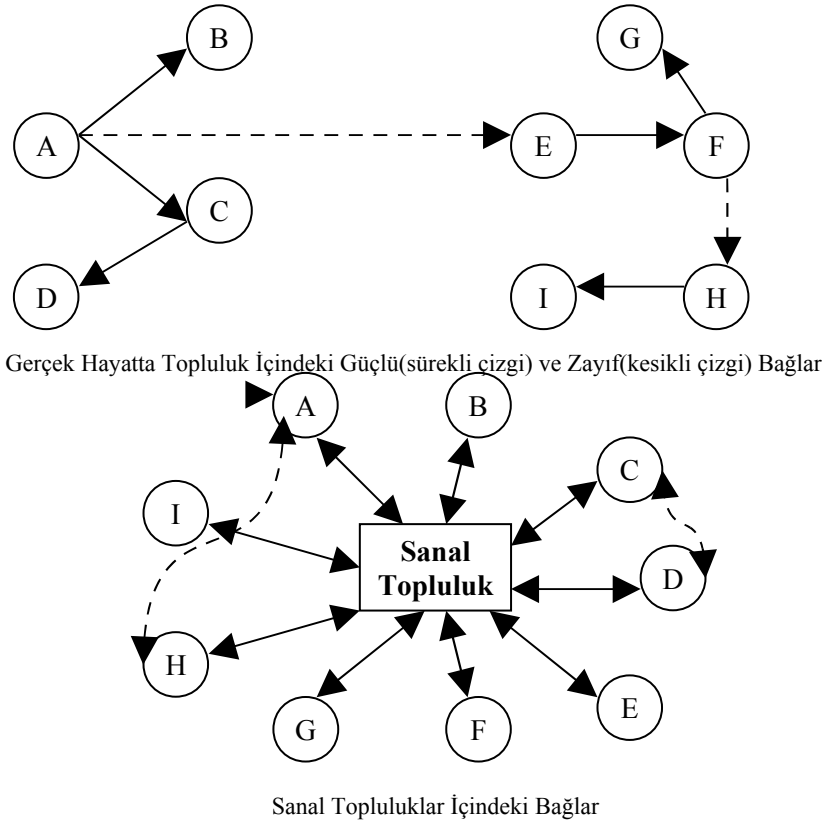 B
G
A
E
F
C
D
I
H
Gerçek Hayatta Topluluk İçindeki Güçlü(sürekli çizgi) ve Zayıf(kesikli çizgi) Bağlar
A
B
C
I
Sanal
Topluluk
D
H
E
G
F
Sanal Topluluklar İçindeki Bağlar